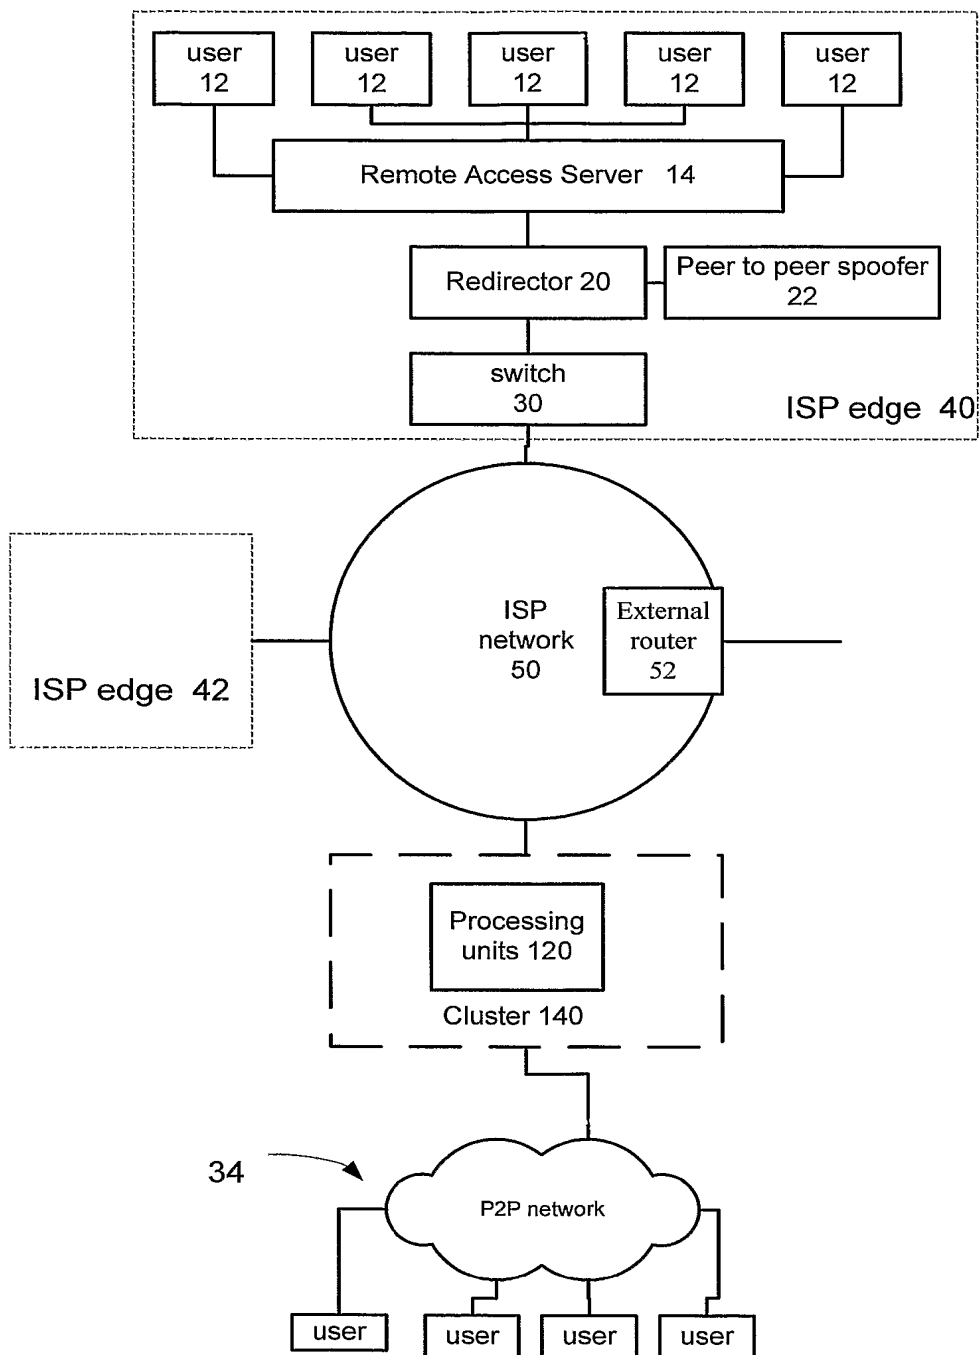 user
12
user
12
user
12
user
12
user
12
Remote Access Server 14
Redirector 20
Peer to peer spoofer
22
switch
30
ISP edge 40
ISP
network
50
External
router
52
ISP edge 42
Processing
units 120
Cluster 140
34
P2P network
user
user
user
user